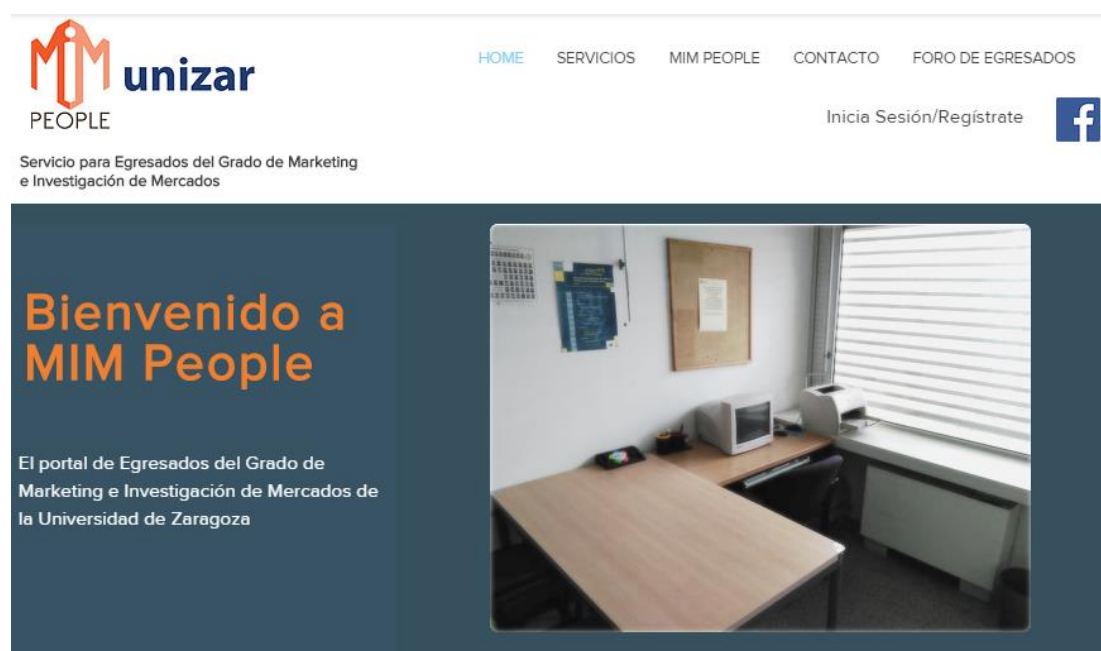 MiM unizar
PEOPLE
HOME SERVICIOS MIM PEOPLE CONTACTO FORO DE EGRESADOS
Inicia Sesión/Regístrate
f
Servicio para Egresados del Grado de Marketing
e Investigación de Mercados
Bienvenido a
MIM People
El portal de Egresados del Grado de
Marketing e Investigación de Mercados de
la Universidad de Zaragoza